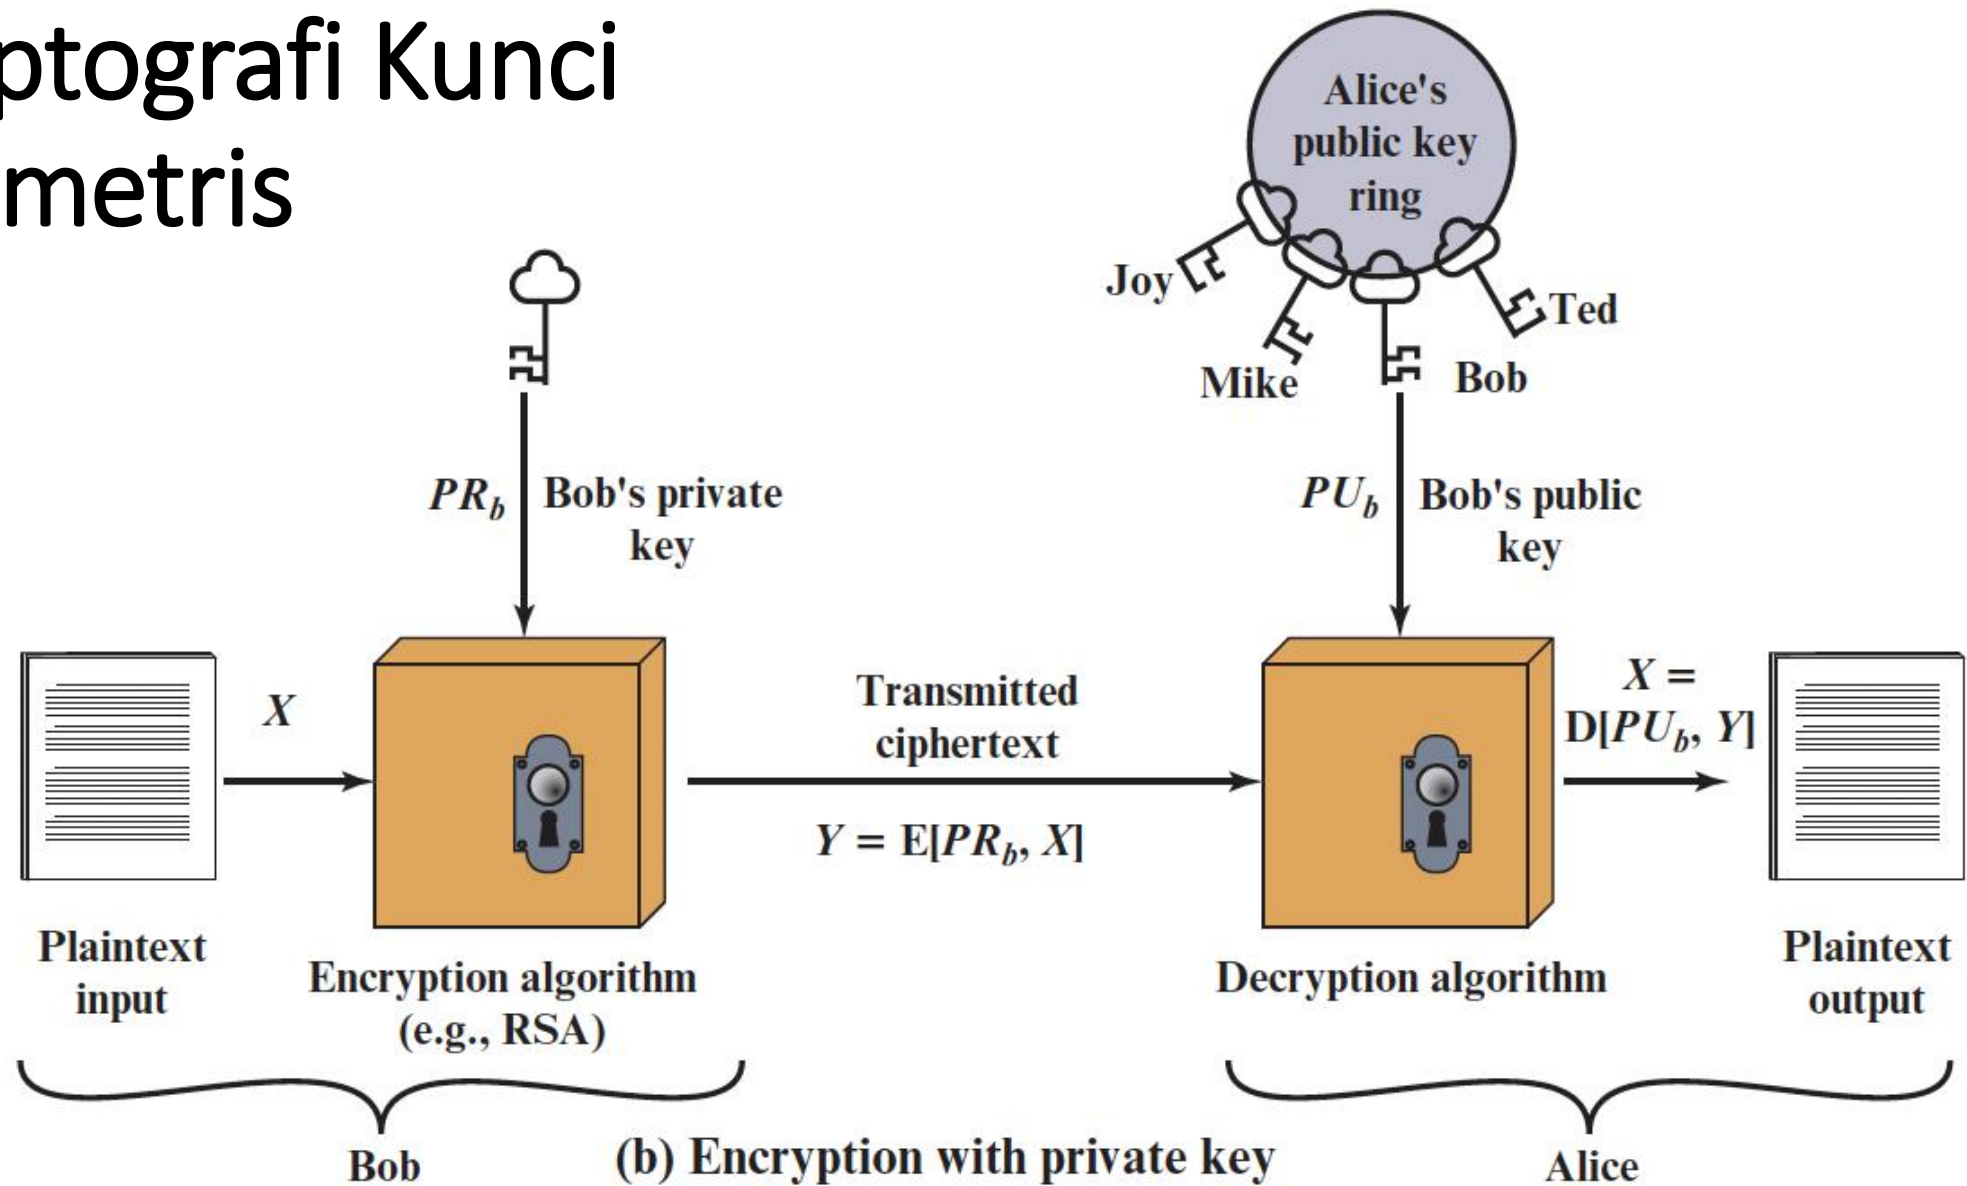 ptografi Kunci
metris
Alice's
public key
ring
Joy
Mike
Bob
Ted
PRb
Bob's private
key
PUb
Bob's public
key
X
Transmitted
ciphertext
Y = E[PRb, X]
X =
D[PUb, Y]
Plaintext
input
Encryption algorithm
(e.g., RSA)
Decryption algorithm
Plaintext
output
Bob
(b) Encryption with private key
Alice